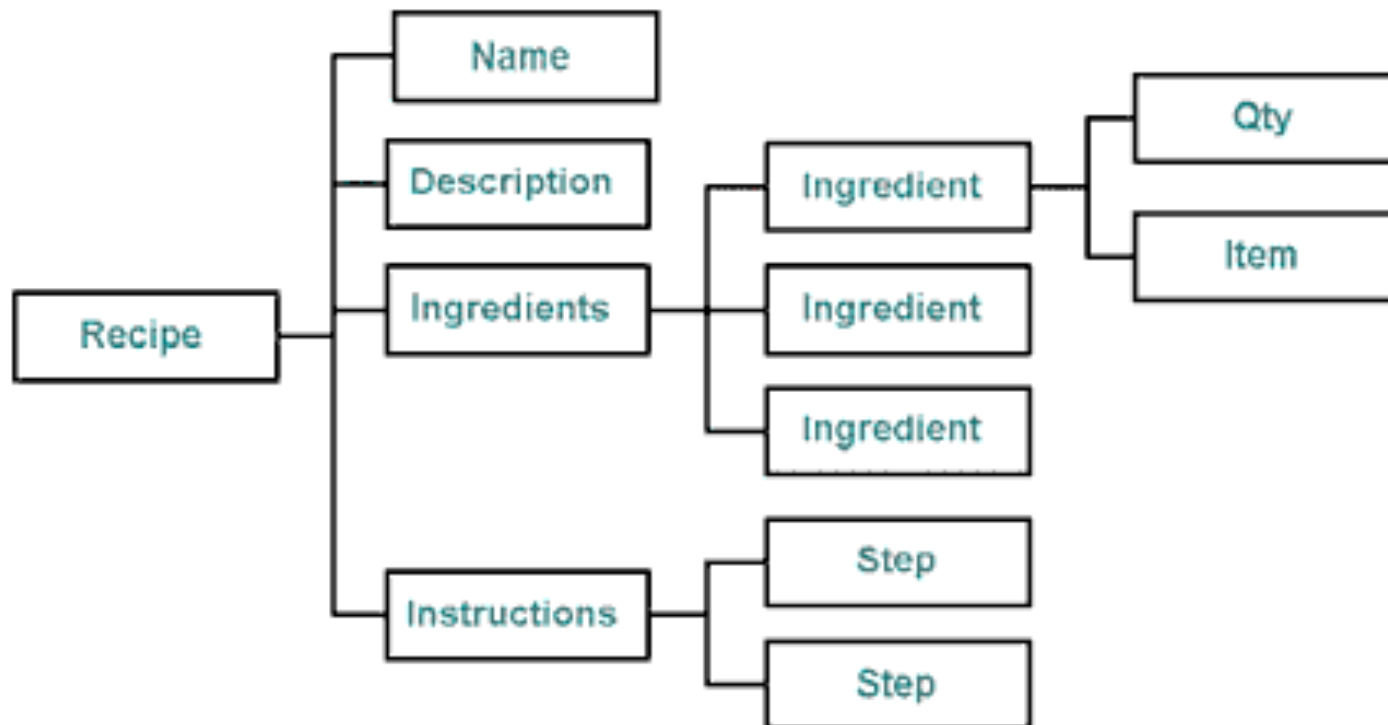 Name
Qty
Description
Ingredient
Item
Recipe
Ingredients
Ingredient
Ingredient
Instructions
Step
Step